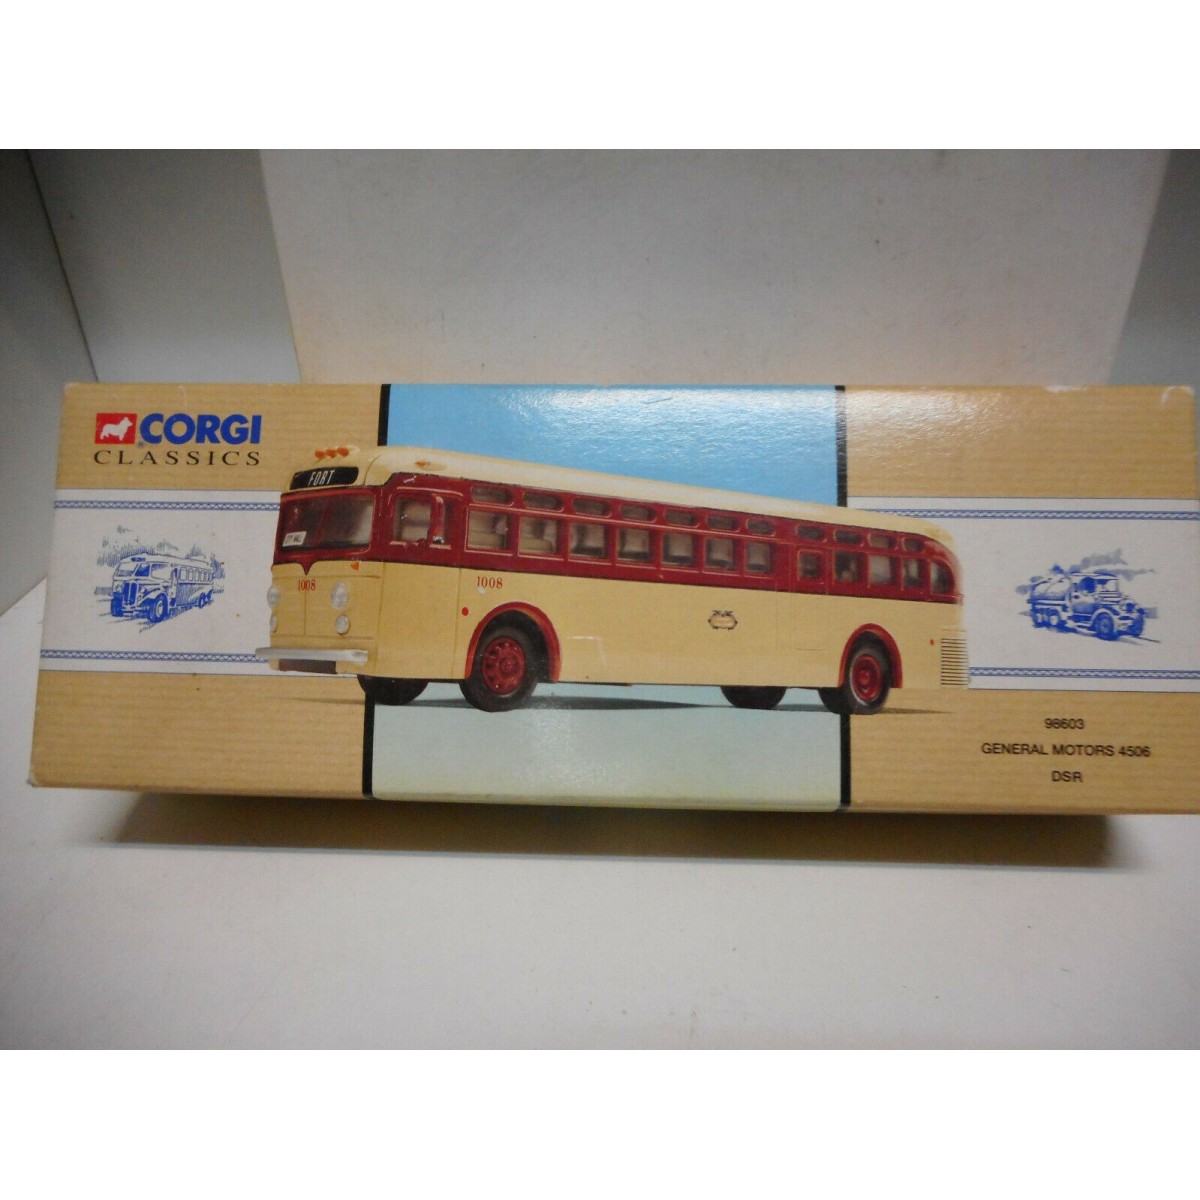 CORGI
CLASSICS
FORT
1008
1008
98603
GENERAL MOTORS 4506
DSR